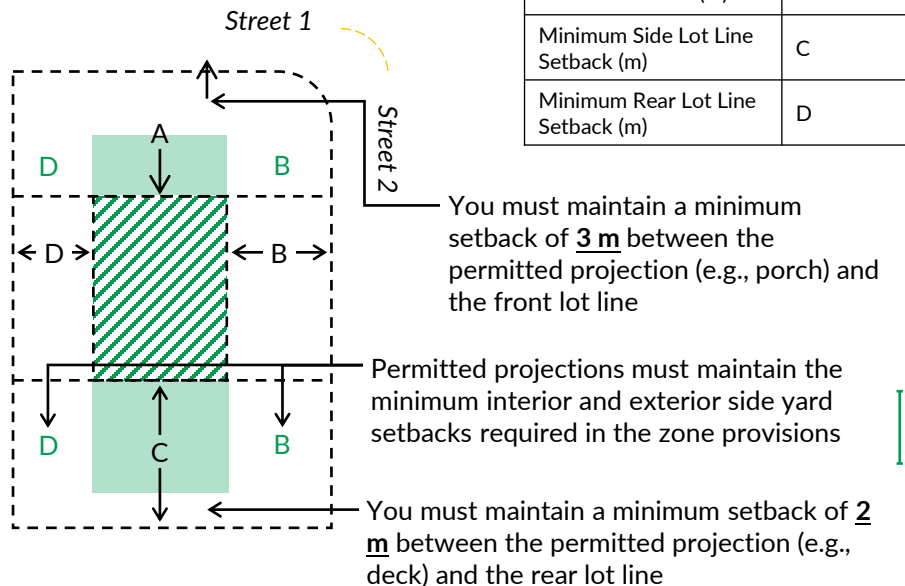 Street 1
Minimum Side Lot Line
Setback (m)
C
Minimum Rear Lot Line
Setback (m)
D
Street 2
A
D
B
D
B
You must maintain a minimum
setback of 3 m between the
permitted projection (e.g., porch) and
the front lot line
Permitted projections must maintain the
minimum interior and exterior side yard
setbacks required in the zone provisions
D
C
B
You must maintain a minimum setback of 2
m between the permitted projection (e.g.,
deck) and the rear lot line